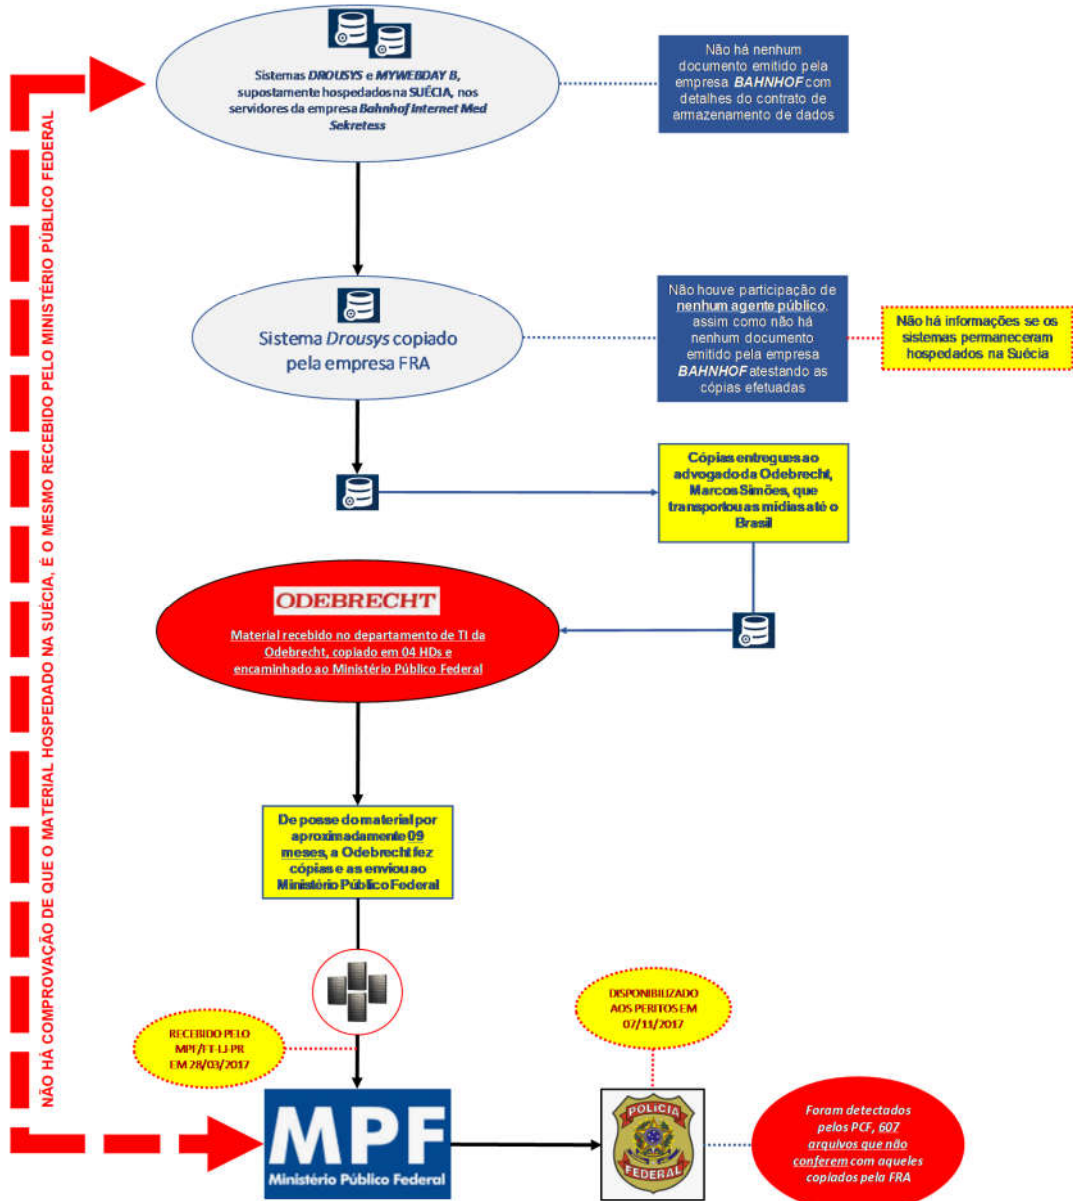 Sistemas DROUSYS e MYWEBDAY B,
supostamente hospedados na SUÉCIA, nos
servidores da empresa Bahnhof Internet Med
Sekretess
Não há nenhum
documento emitido pela
empresa BAHNHOF com
detalhes do contrato de
armazenamento de dados
NÃO HÁ COMPROVAÇÃO DE QUE O MATERIAL HOSPEDADO NA SUÉCIA, É O MESMO RECEBIDO PELO MINISTÉRIO PÚBLICO FEDERAL
Sistema Drousys copiado
pela empresa FRA
Não houve participação de
nenhum agente público,
assim como não há
nenhum documento
emitido pela empresa
BAHNHOF atestando as
cópias efetuadas
Não há informações se os
sistemas permaneceram
hospedados na Suécia
Cópias entregues ao
advogado da Odebrecht,
Marcos Simões, que
transportou as mídias até o
Brasil
ODEBRECHT
Material recebido no departamento de TI da
Odebrecht, copiado em 04 HDs e
encaminhado ao Ministério Público Federal
De posse do material por
aproximadamente 09
meses, a Odebrecht fez
cópias e as enviou ao
Ministério Público Federal
RECEBIDO PELO
MPF/FT-LJ-PR
EM 28/03/2017
DISPONIBILIZADO
AOS PERITOS EM
07/11/2017
MPF
Ministério Público Federal
POLÍCIA
FEDERAL
Foram detectados
pelos PCF, 607
arquivos que não
conferem com aqueles
copiados pela FRA